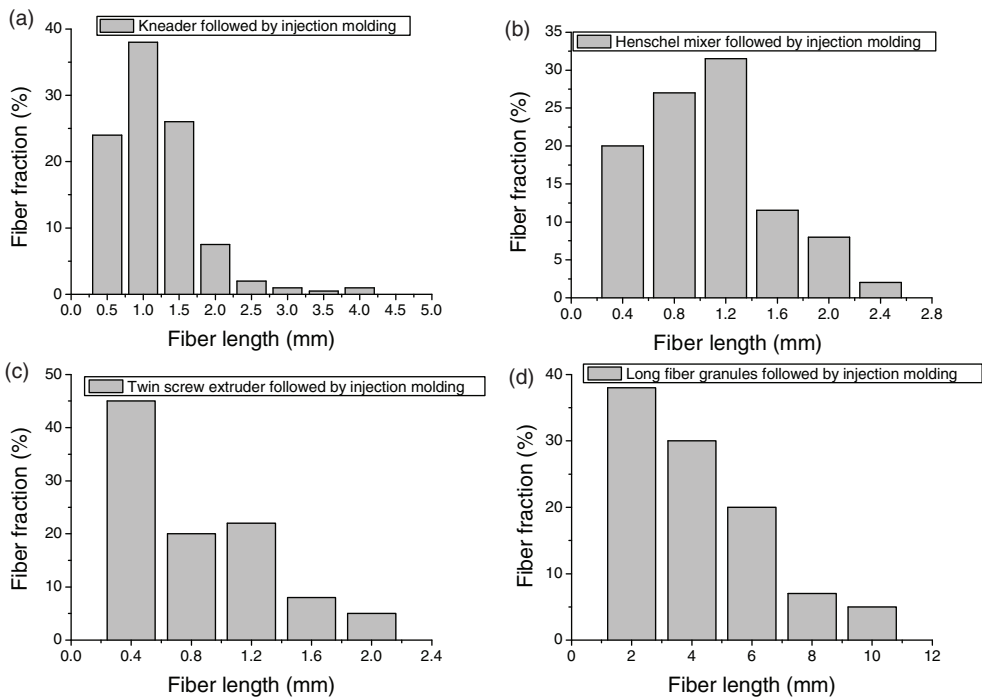 (a)
Kneader followed by injection molding
Fiber fraction (%)
40
30
20
10
0
0.0 0.5 1.0 1.5 2.0 2.5 3.0 3.5 4.0 4.5 5.0
Fiber length (mm)
(b)
Henschel mixer followed by injection molding
Fiber fraction (%)
35
30
25
20
15
10
5
0
0.0 0.4 0.8 1.2 1.6 2.0 2.4 2.8
Fiber length (mm)
(c)
Twin screw extruder followed by injection molding
Fiber fraction (%)
50
40
30
20
10
0
0.0 0.4 0.8 1.2 1.6 2.0 2.4
Fiber length (mm)
(d)
Long fiber granules followed by injection molding
Fiber fraction (%)
40
30
20
10
0
0 2 4 6 8 10 12
Fiber length (mm)